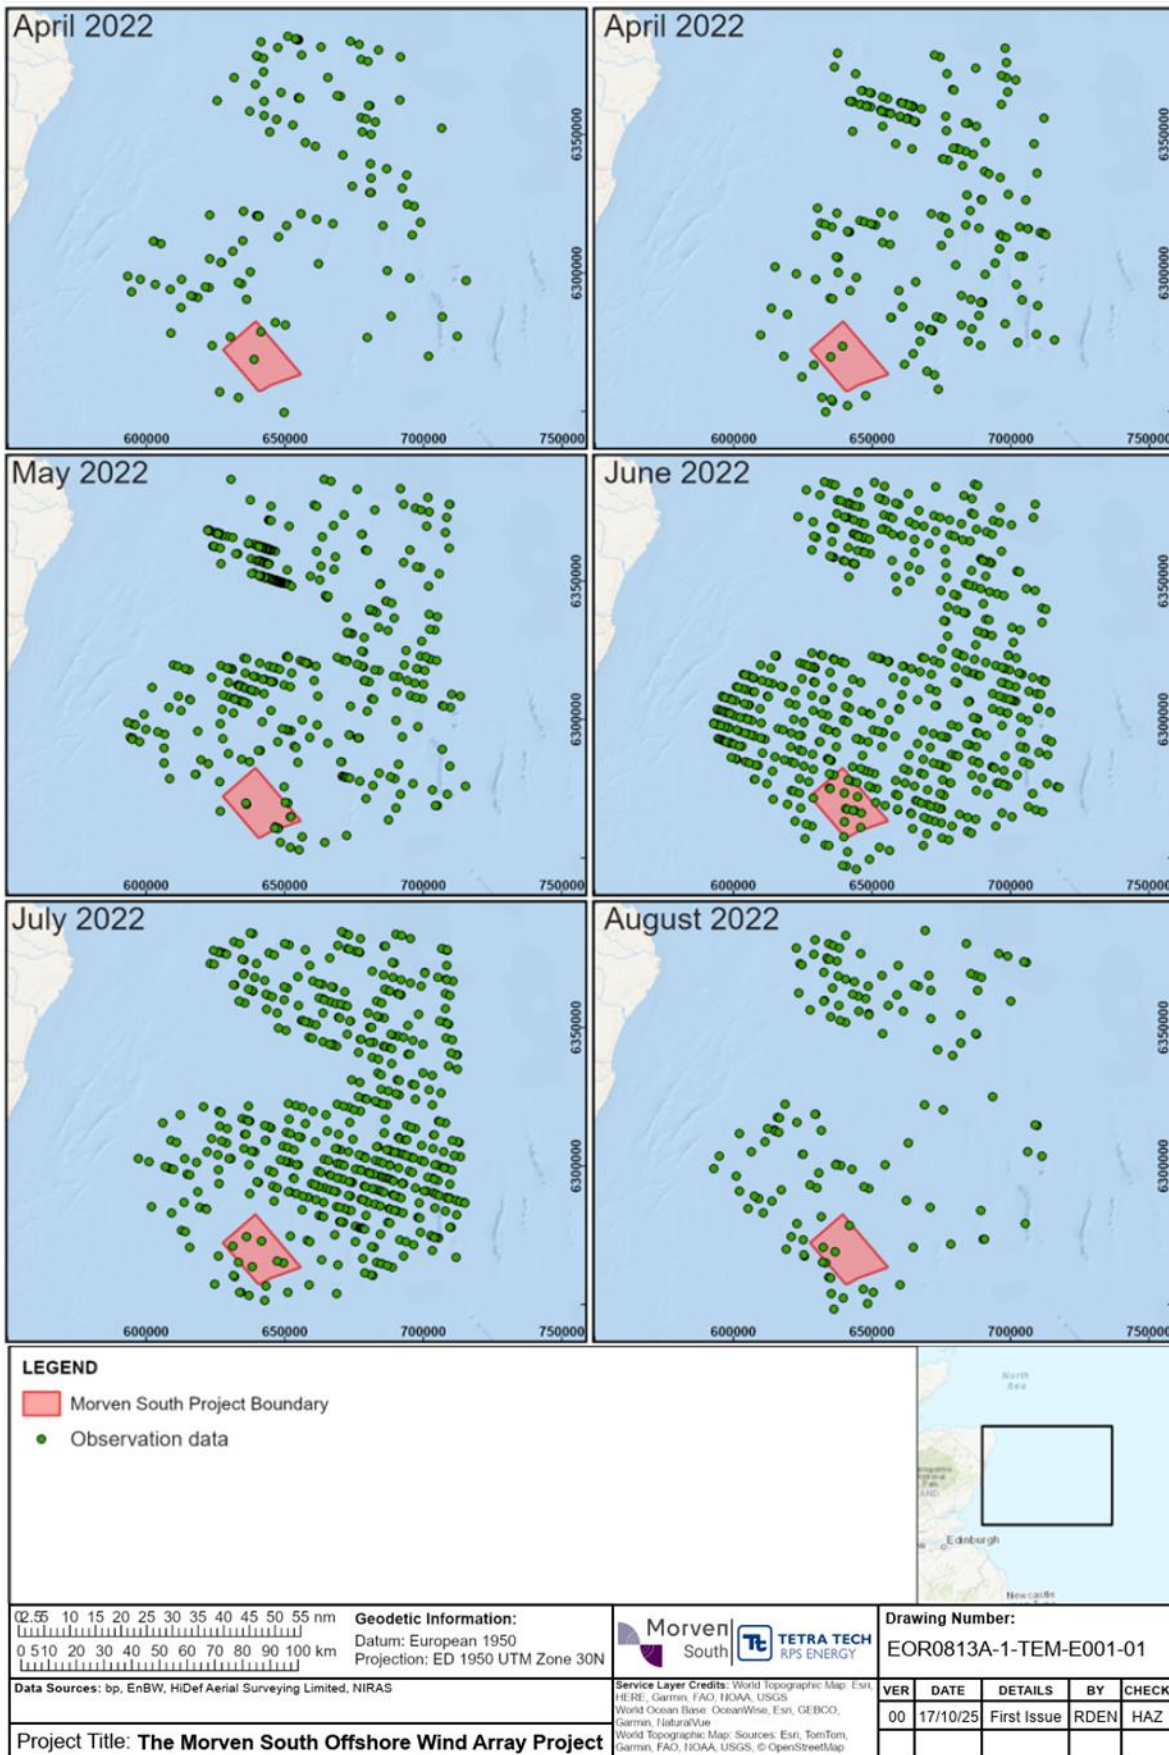 April 2022
April 2022
6350000
6350000
6300000
6300000
600000 650000 700000 750000
600000 650000 700000 750000
May 2022
June 2022
6350000
6350000
6300000
6300000
600000 650000 700000 750000
600000 650000 700000 750000
July 2022
August 2022
6350000
6350000
6300000
6300000
600000 650000 700000 750000
600000 650000 700000 750000
LEGEND
Morven South Project Boundary
Observation data
North
Sea
Edinburgh
Newcastle
0 2.5 5 10 15 20 25 30 35 40 45 50 55 nm
0 5 10 20 30 40 50 60 70 80 90 100 km
Geodetic Information:
Datum: European 1950
Projection: ED 1950 UTM Zone 30N
Morven
South
TETRA TECH
RPS ENERGY
Drawing Number:
EOR0813A-1-TEM-E001-01
Data Sources: bp, EnBW, HiDef Aerial Surveying Limited, NIRAS
Service Layer Credits: World Topographic Map: Esri,
HERE, Garmin, FAO, NOAA, USGS
World Ocean Base: OceanWise, Esri, GEBCO,
Garmin, NaturalVue
World Topographic Map: Sources: Esri, TomTom,
Garmin, FAO, NOAA, USGS, © OpenStreetMap
VER DATE DETAILS BY CHECK
00 17/10/25 First Issue RDEN HAZ
Project Title: The Morven South Offshore Wind Array Project